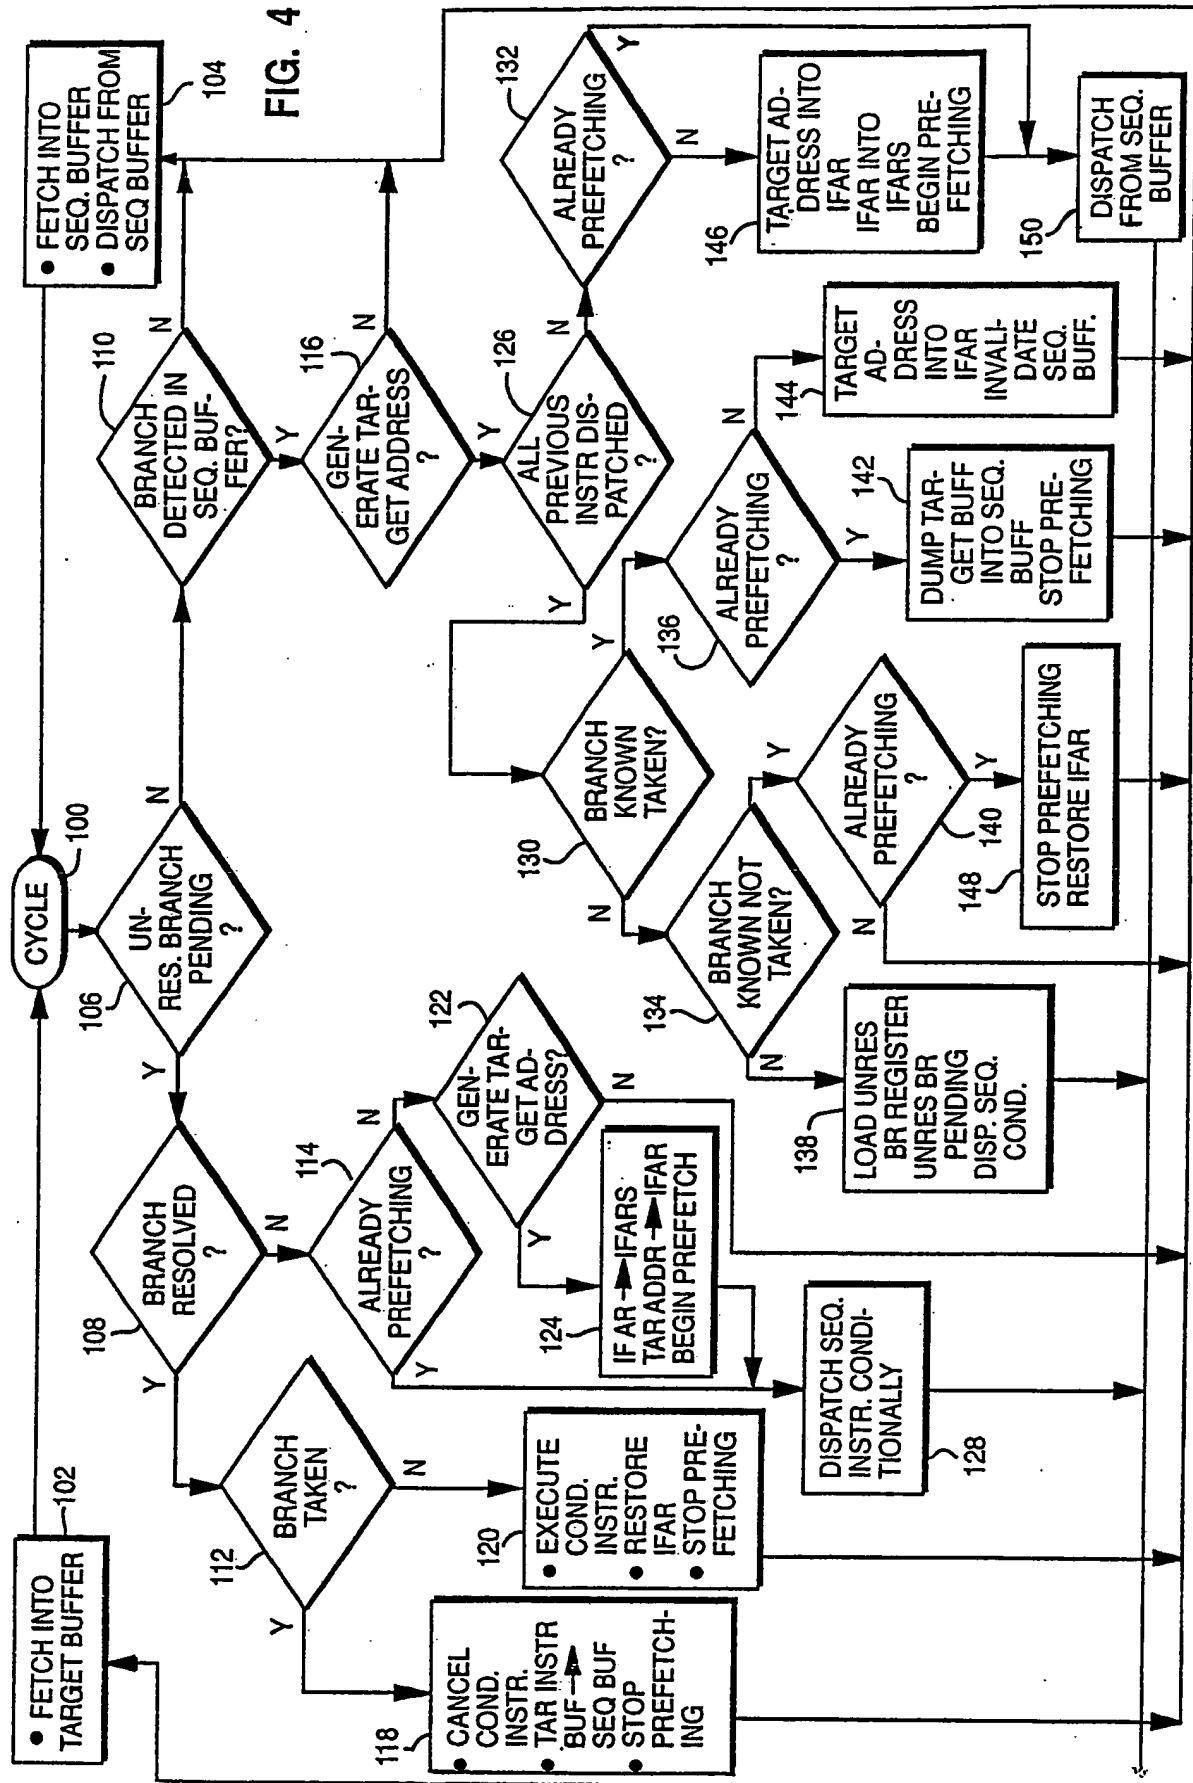 FIG. 4
CYCLE
100
• FETCH INTO
TARGET BUFFER
102
• FETCH INTO
SEQ. BUFFER
• DISPATCH FROM
SEQ BUFFER
104
UN-
RES. BRANCH
PENDING
?
106
Y
N
BRANCH
RESOLVED
?
108
Y
N
BRANCH
DETECTED IN
SEQ. BUF-
FER?
110
N
Y
BRANCH
TAKEN
?
112
Y
N
ALREADY
PREFETCHING
?
114
Y
N
GEN-
ERATE TAR-
GET ADDRESS
?
116
N
Y
• CANCEL
COND.
INSTR.
• TAR INSTR
BUF→
SEQ BUF
• STOP
PREFETCH-
ING
118
• EXECUTE
COND.
INSTR.
• RESTORE
IFAR
• STOP PRE-
FETCHING
120
GEN-
ERATE TAR-
GET AD-
DRESS?
122
Y
N
IF AR→IFARS
TAR ADDR→IFAR
BEGIN PREFETCH
124
ALL
PREVIOUS
INSTR DIS-
PATCHED
?
126
Y
N
DISPATCH SEQ.
INSTR. CONDI-
TIONALLY
128
BRANCH
KNOWN
TAKEN?
130
N
Y
ALREADY
PREFETCHING
?
132
Y
N
BRANCH
KNOWN NOT
TAKEN?
134
N
Y
ALREADY
PREFETCHING
?
136
N
Y
LOAD UNRES
BR REGISTER
UNRES BR
PENDING
DISP. SEQ.
COND.
138
ALREADY
PREFETCHING
?
140
N
Y
DUMP TAR-
GET BUFF
INTO SEQ.
BUFF
STOP PRE-
FETCHING
142
TARGET
AD-
DRESS
INTO
IFAR
INVALI-
DATE
SEQ.
BUFF.
144
TARGET AD-
DRESS INTO
IFAR
IFAR INTO
IFARS
BEGIN PRE-
FETCHING
146
STOP PREFETCHING
RESTORE IFAR
148
DISPATCH
FROM SEQ.
BUFFER
150